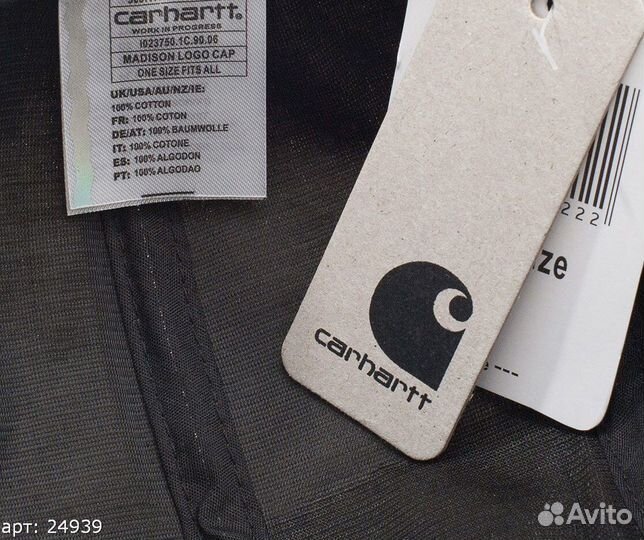 carhartt.
WORK IN PROGRESS
I023750.1C.90.06
MADISON LOGO CAP
ONE SIZE FITS ALL
UK/USA/AU/NZ/IE:
100% COTTON
FR: 100% COTON
DE/AT: 100% BAUMWOLLE
IT: 100% COTONE
ES: 100% ALGODON
PT: 100% ALGODAO
222
ze
carhartt
e ---
арт: 24939
Avito